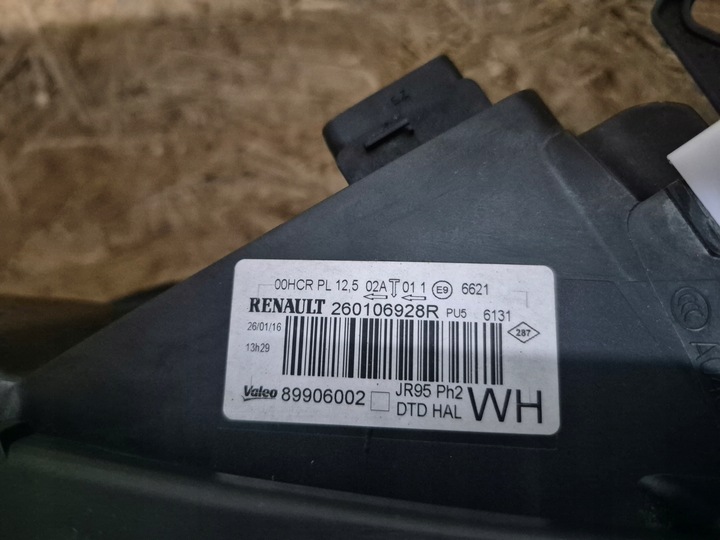 00HCR PL 12,5 02A T 01 1 E9 6621
RENAULT 260106928R PU5 6131
26/01/16
13h29
287
Valeo 89906002 JR95 Ph2
DTD HAL WH